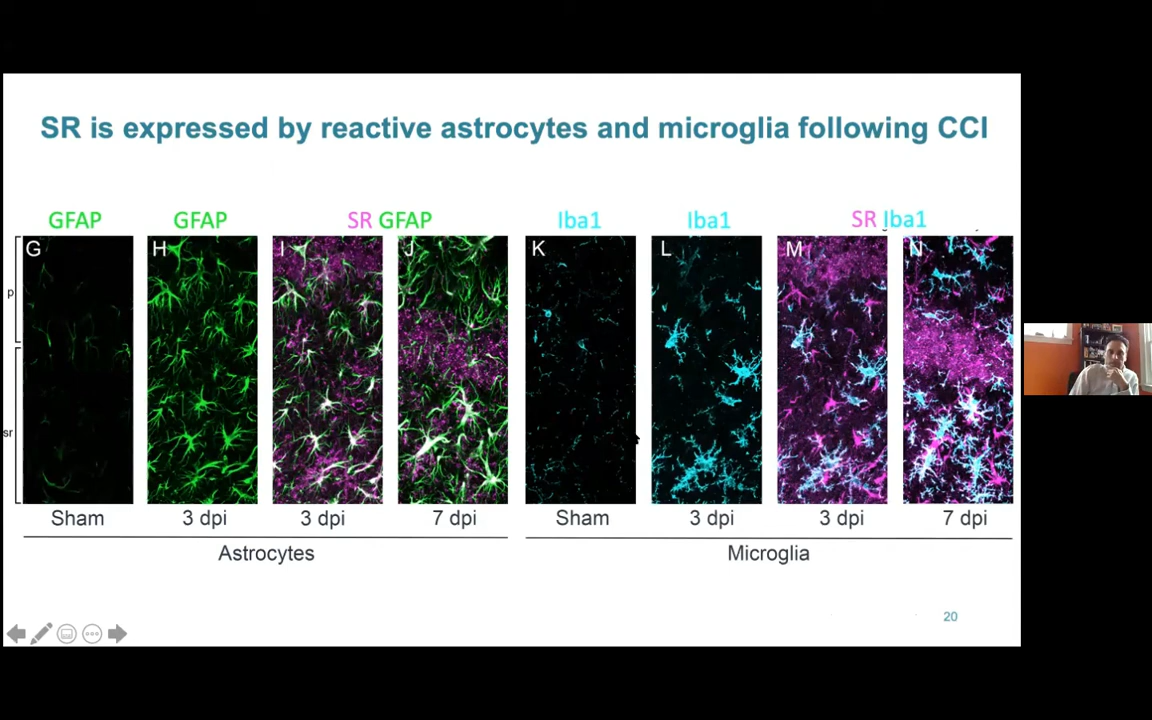 SR is expressed by reactive astrocytes and microglia following CCI
GFAP GFAP SR GFAP Iba1 Iba1 SR Iba1
G H I J K L M N
p
sr
Sham 3 dpi 3 dpi 7 dpi Sham 3 dpi 3 dpi 7 dpi
Astrocytes Microglia
20